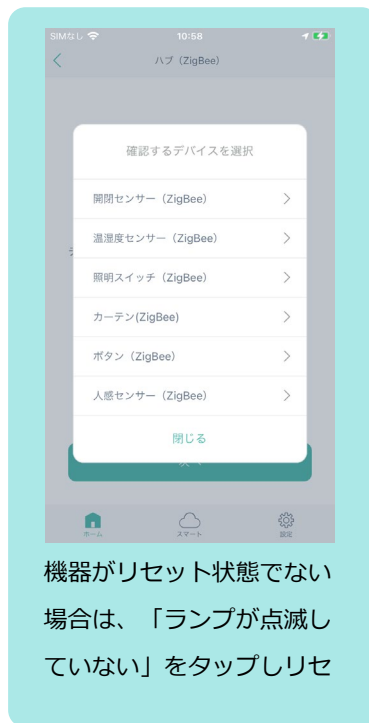 SIMなし 10:58
ハブ（ZigBee）
確認するデバイスを選択
開閉センサー（ZigBee）
温湿度センサー（ZigBee）
照明スイッチ（ZigBee）
カーテン(ZigBee)
ボタン（ZigBee）
人感センサー（ZigBee）
閉じる
ホーム スマート 設定
機器がリセット状態でない
場合は、「ランプが点滅し
ていない」をタップしリセ